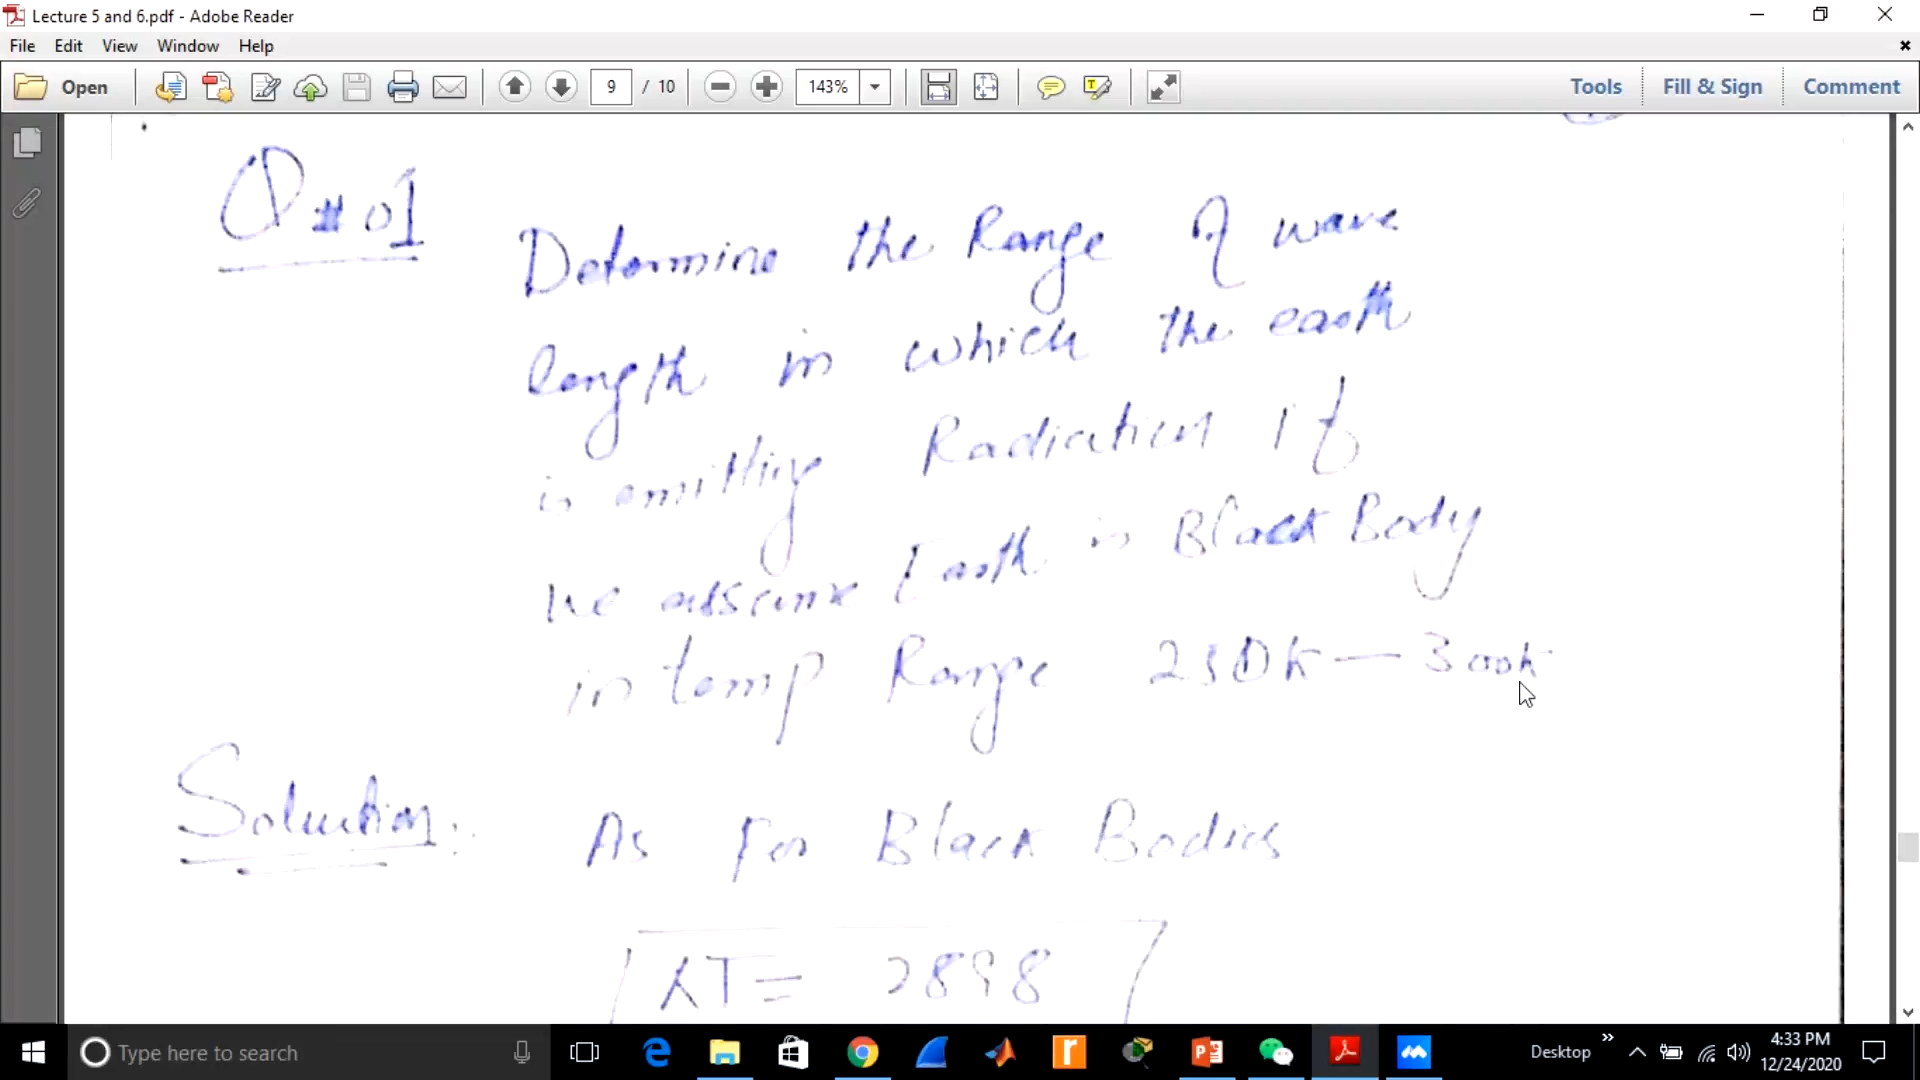 Lecture 5 and 6.pdf - Adobe Reader
File Edit View Window Help
Open 9 / 10 143% Tools Fill & Sign Comment
Q # 01
Determine the Range of wave
length in which the earth
is emitting Radiation if
we assume Earth is Black Body
in temp Range 250K — 300K
Solution:
As For Black Bodies
λT = 2898
Type here to search
Desktop
4:33 PM
12/24/2020